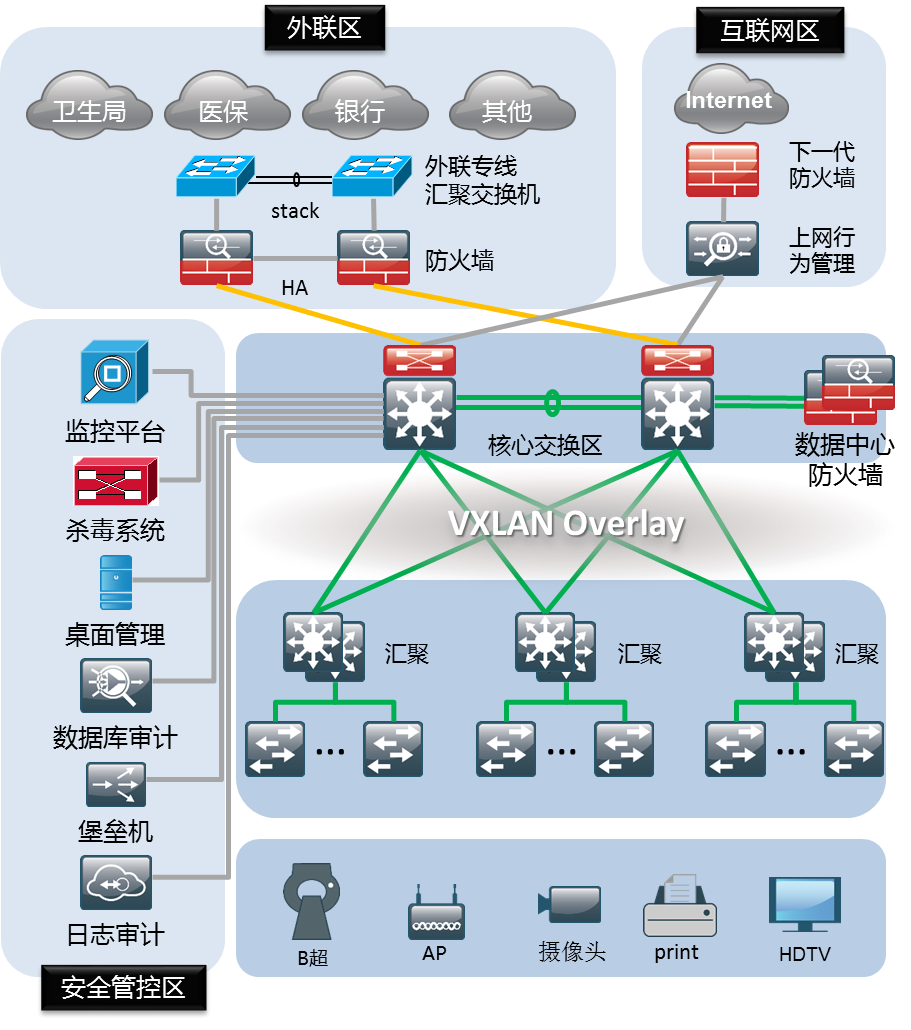 外联区
互联网区
卫生局
医保
银行
其他
Internet
外联专线
汇聚交换机
stack
防火墙
HA
下一代
防火墙
上网行
为管理
监控平台
杀毒系统
桌面管理
数据库审计
堡垒机
日志审计
安全管控区
核心交换区
数据中心
防火墙
VXLAN Overlay
汇聚
汇聚
汇聚
...
...
...
B超
AP
摄像头
print
HDTV